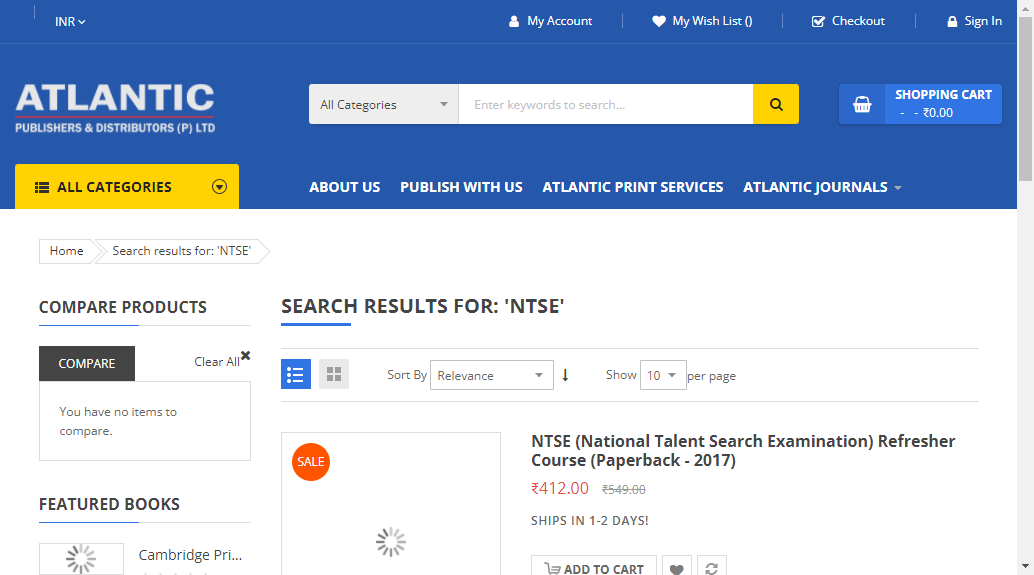 INR
My Account
My Wish List ()
Checkout
Sign In
ATLANTIC
PUBLISHERS & DISTRIBUTORS (P) LTD
All Categories
Enter keywords to search...
SHOPPING CART
- - ₹0.00
ALL CATEGORIES
ABOUT US
PUBLISH WITH US
ATLANTIC PRINT SERVICES
ATLANTIC JOURNALS
Home
Search results for: 'NTSE'
COMPARE PRODUCTS
COMPARE
Clear All
You have no items to
compare.
FEATURED BOOKS
Cambridge Pri...
SEARCH RESULTS FOR: 'NTSE'
Sort By Relevance
Show 10 per page
SALE
NTSE (National Talent Search Examination) Refresher
Course (Paperback - 2017)
₹412.00 ₹549.00
SHIPS IN 1-2 DAYS!
ADD TO CART